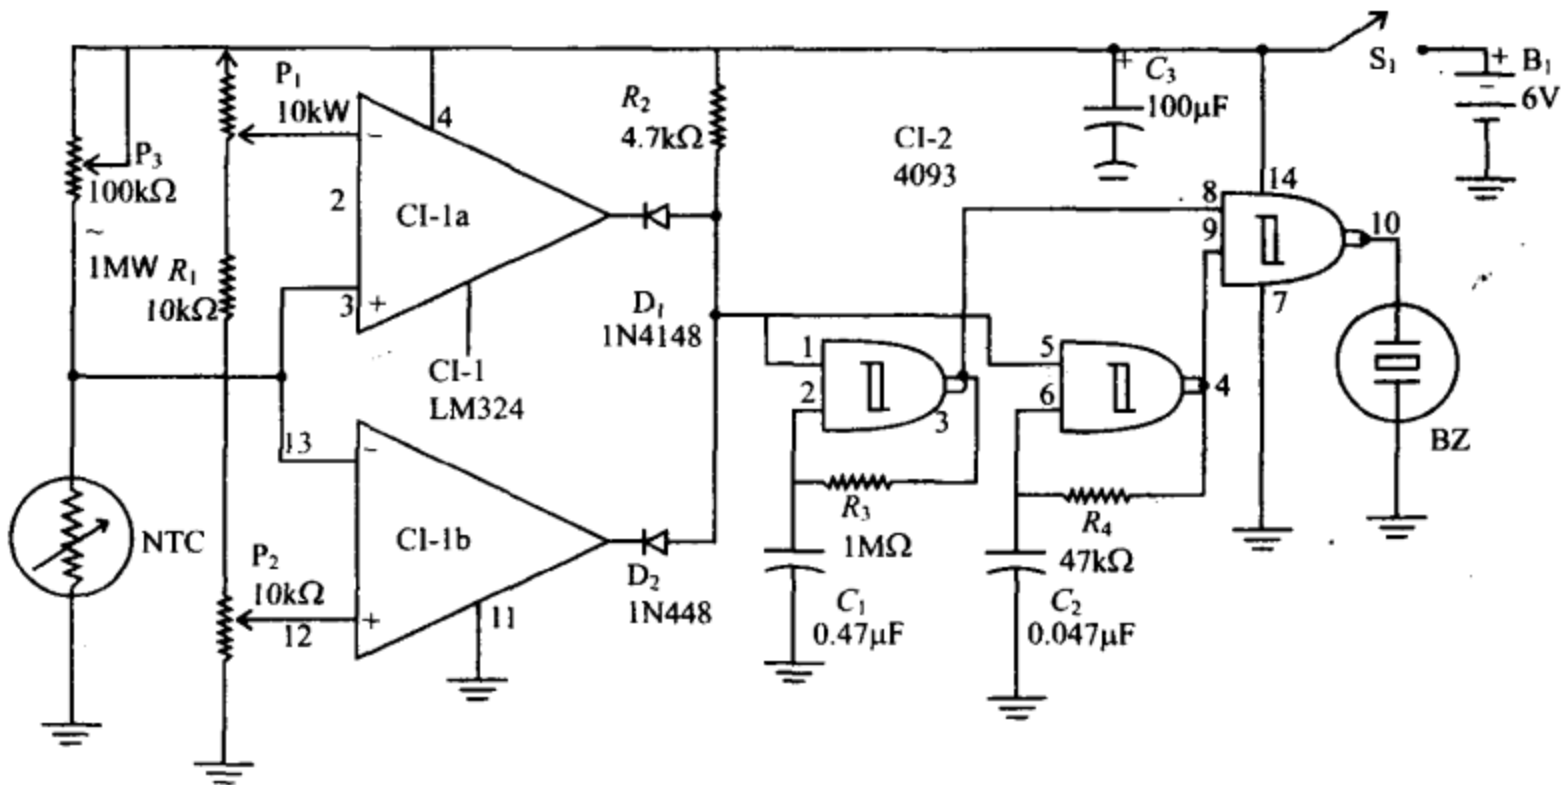 P₁
10kW
P₃
100kΩ
~
1MW
R₁
10kΩ
2
−
4
CI-1a
3
+
CI-1
LM324
R₂
4.7kΩ
D₁
1N4148
13
−
CI-1b
P₂
10kΩ
12
+
11
NTC
D₂
1N448
CI-2
4093
+
C₃
100µF
S₁
+
B₁
6V
8
9
14
10
7
1
2
3
5
6
4
R₃
1MΩ
R₄
47kΩ
C₁
0.47µF
C₂
0.047µF
BZ